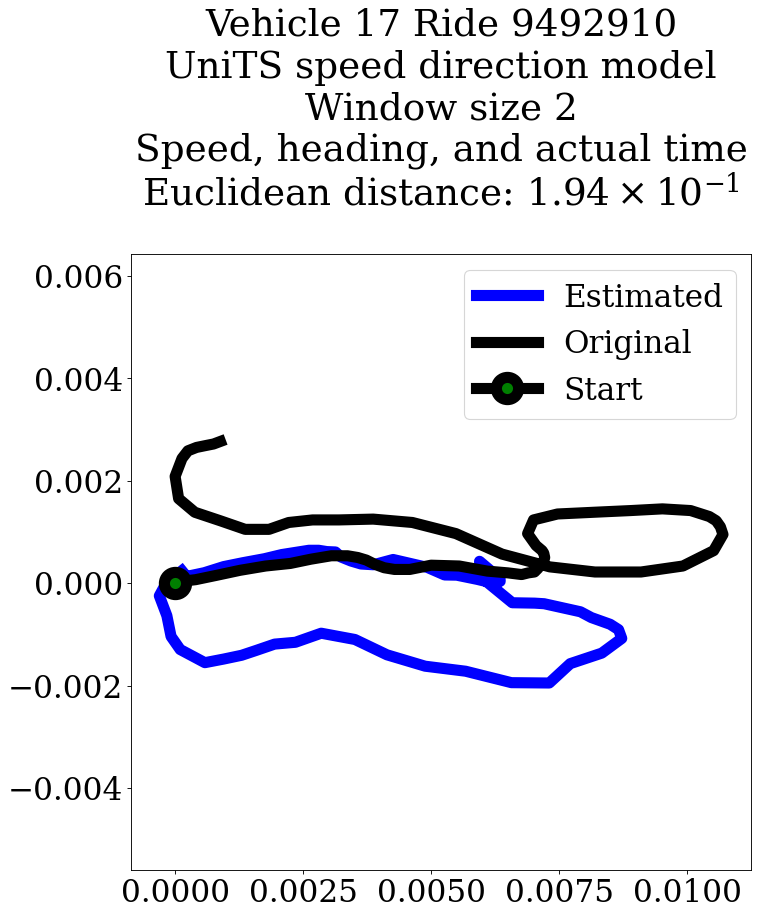 Vehicle 17 Ride 9492910
UniTS speed direction model
Window size 2
Speed, heading, and actual time
Euclidean distance: 1.94 × 10⁻¹
0.006
Estimated
Original
0.004
Start
0.002
0.000
−0.002
−0.004
0.0000 0.0025 0.0050 0.0075 0.0100